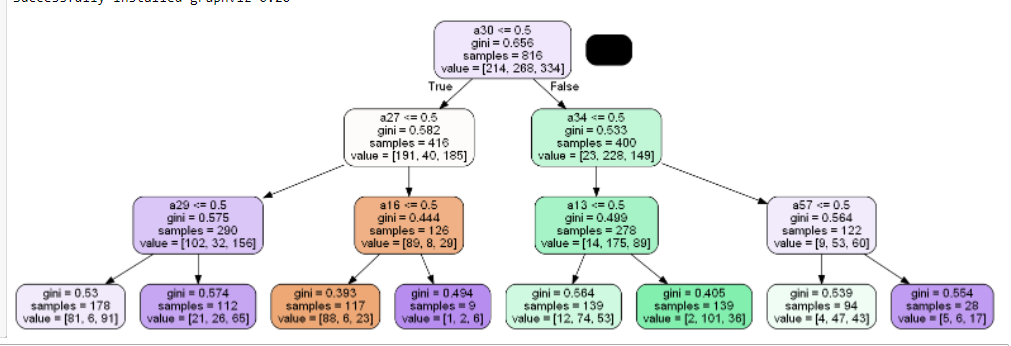 Successfully installed graphviz-0.20
a30 <= 0.5
gini = 0.656
samples = 816
value = [214, 268, 334]
True
False
a27 <= 0.5
gini = 0.582
samples = 416
value = [191, 40, 185]
a34 <= 0.5
gini = 0.533
samples = 400
value = [23, 228, 149]
a29 <= 0.5
gini = 0.575
samples = 290
value = [102, 32, 156]
a16 <= 0.5
gini = 0.444
samples = 126
value = [89, 8, 29]
a13 <= 0.5
gini = 0.499
samples = 278
value = [14, 175, 89]
a57 <= 0.5
gini = 0.564
samples = 122
value = [9, 53, 60]
gini = 0.53
samples = 178
value = [81, 6, 91]
gini = 0.574
samples = 112
value = [21, 26, 65]
gini = 0.393
samples = 117
value = [88, 6, 23]
gini = 0.494
samples = 9
value = [1, 2, 6]
gini = 0.564
samples = 139
value = [12, 74, 53]
gini = 0.405
samples = 139
value = [2, 101, 36]
gini = 0.539
samples = 94
value = [4, 47, 43]
gini = 0.554
samples = 28
value = [5, 6, 17]